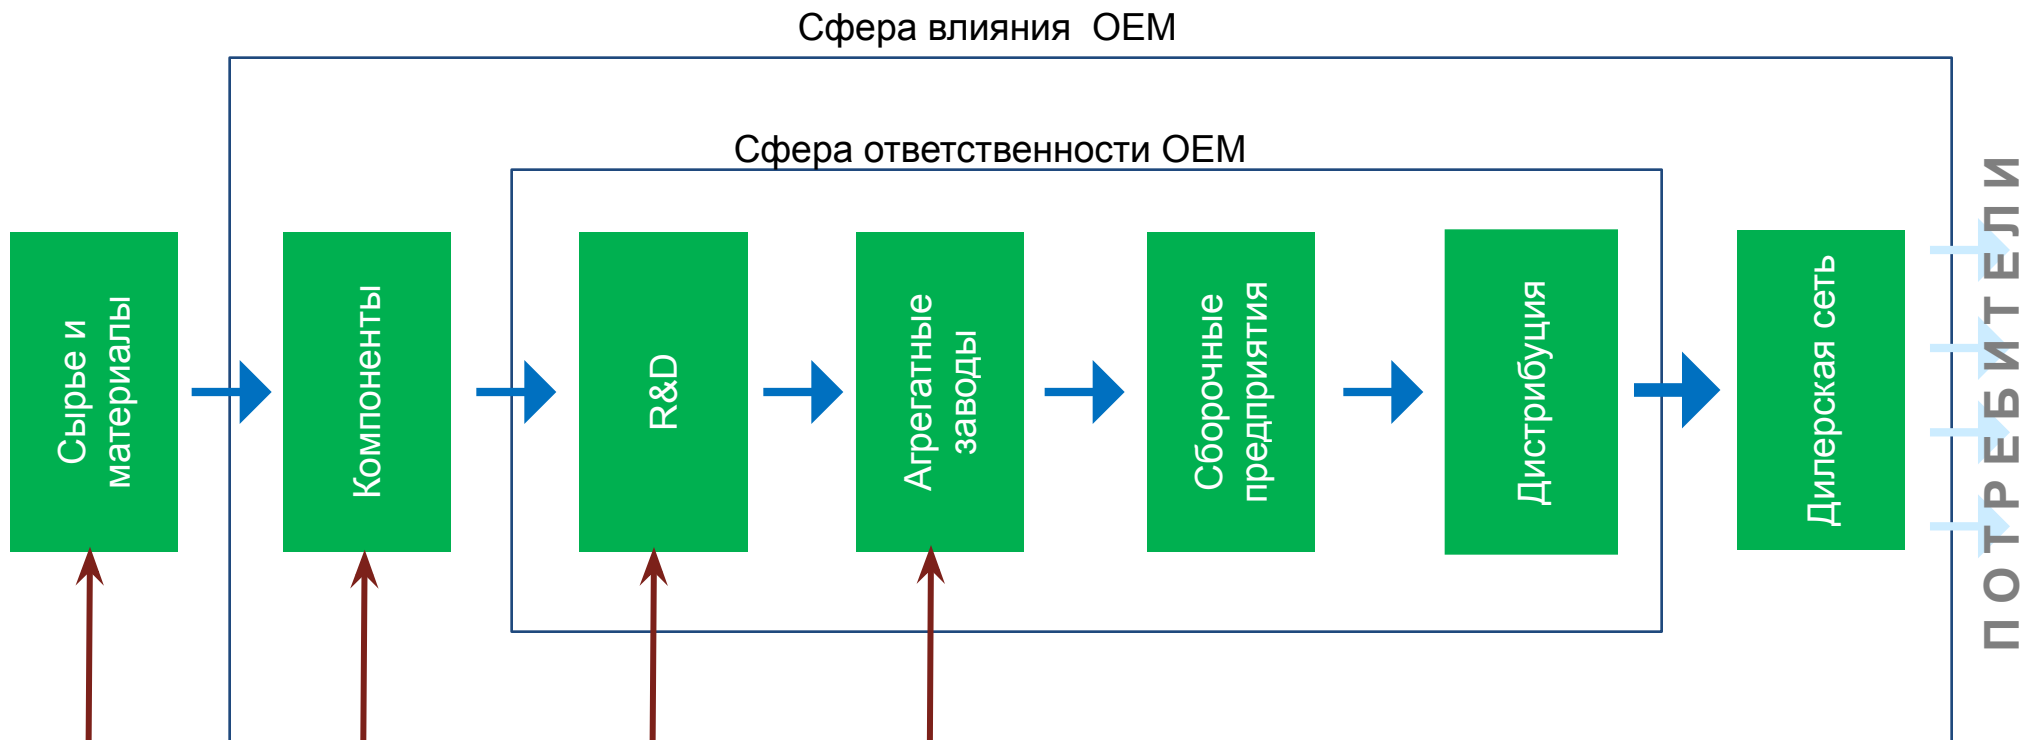 Сфера влияния OEM
Сфера ответственности OEM
Сырье и
материалы
Компоненты
R&D
Агрегатные
заводы
Сборочные
предприятия
Дистрибуция
Дилерская сеть
ПОТРЕБИТЕЛИ